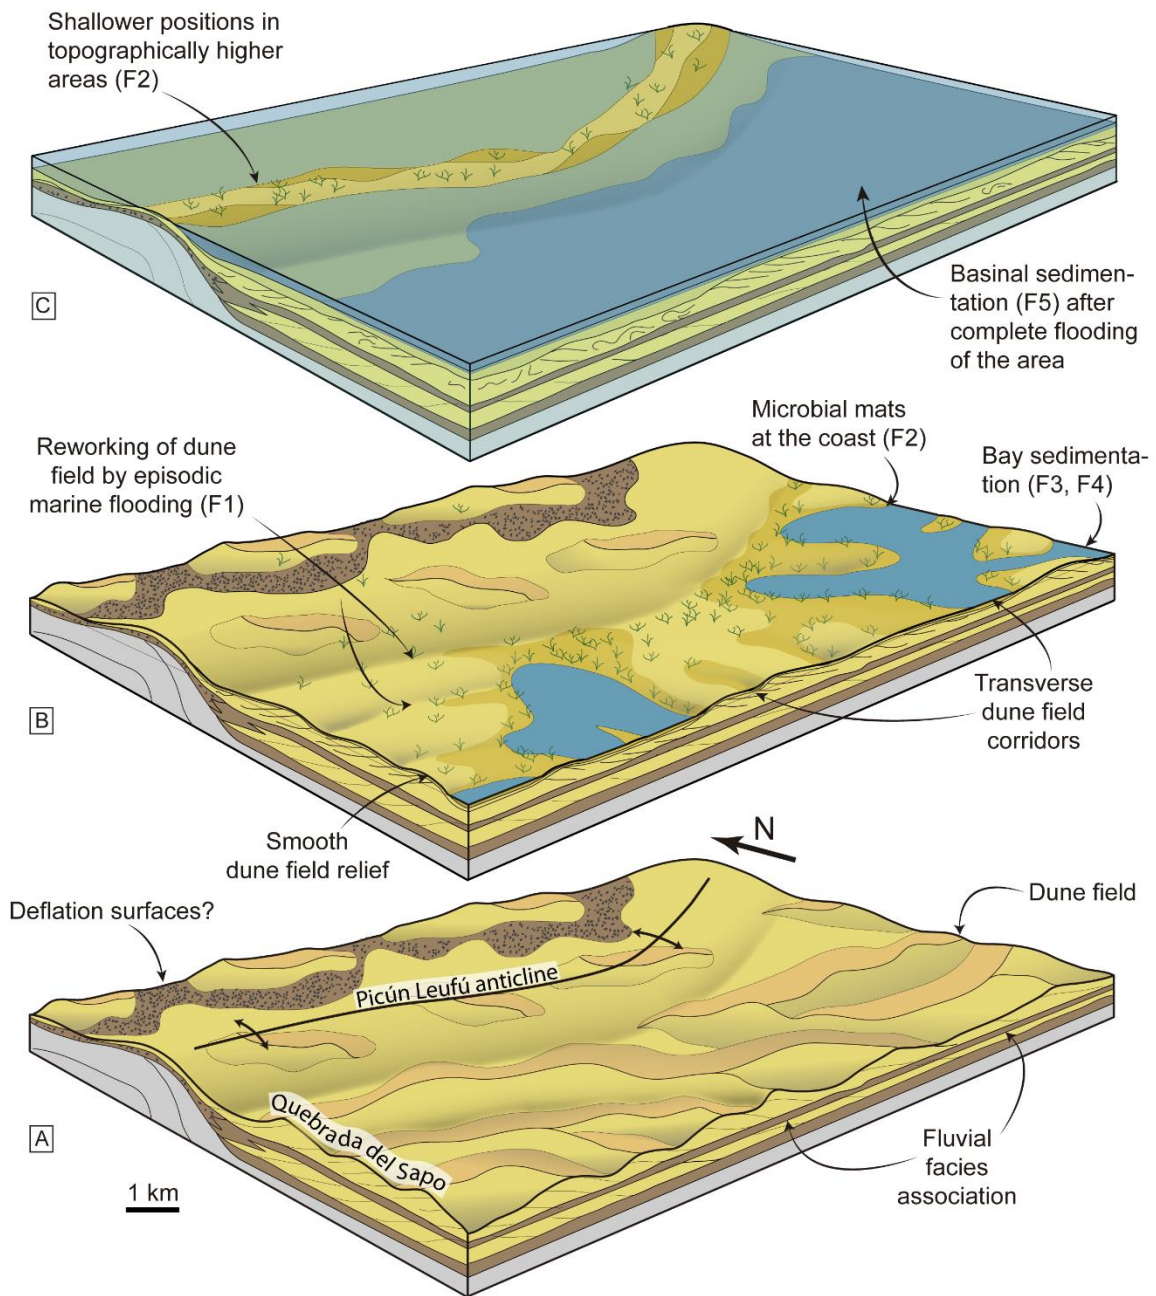 Shallower positions in
topographically higher
areas (F2)
C
Basinal sedimen-
tation (F5) after
complete flooding
of the area
Reworking of dune
field by episodic
marine flooding (F1)
Microbial mats
at the coast (F2)
Bay sedimenta-
tion (F3, F4)
B
Transverse
dune field
corridors
Smooth
dune field relief
N
Deflation surfaces?
Dune field
Picún Leufú anticline
Quebrada del Sapo
A
Fluvial
facies
association
1 km